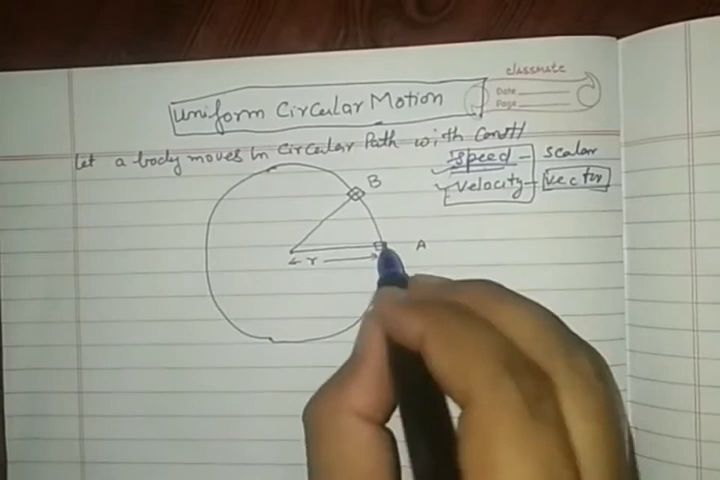 classmate
Date
Page
Uniform Circular Motion
Let a body moves in Circular Path with Constt
speed - scalar
velocity - vector
B
A
r